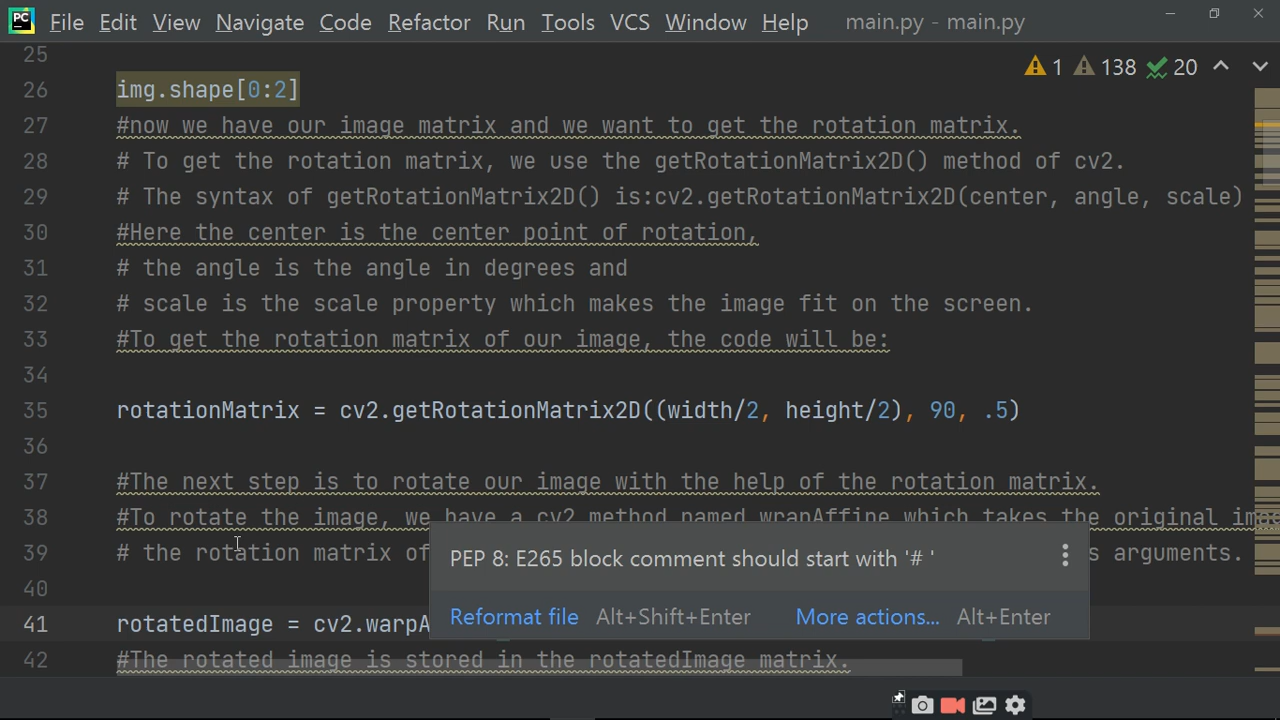 PC File Edit View Navigate Code Refactor Run Tools VCS Window Help main.py - main.py
25
1 138 20
26 img.shape[0:2]
27 #now we have our image matrix and we want to get the rotation matrix.
28 # To get the rotation matrix, we use the getRotationMatrix2D() method of cv2.
29 # The syntax of getRotationMatrix2D() is:cv2.getRotationMatrix2D(center, angle, scale)
30 #Here the center is the center point of rotation,
31 # the angle is the angle in degrees and
32 # scale is the scale property which makes the image fit on the screen.
33 #To get the rotation matrix of our image, the code will be:
34
35 rotationMatrix = cv2.getRotationMatrix2D((width/2, height/2), 90, .5)
36
37 #The next step is to rotate our image with the help of the rotation matrix.
38 #To rotate the image, we have a cv2 method named wrapAffine which takes the original
39 # the rotation matrix of arguments.
PEP 8: E265 block comment should start with '# '
40
Reformat file Alt+Shift+Enter More actions... Alt+Enter
41 rotatedImage = cv2.warpA
42 #The rotated image is stored in the rotatedImage matrix.